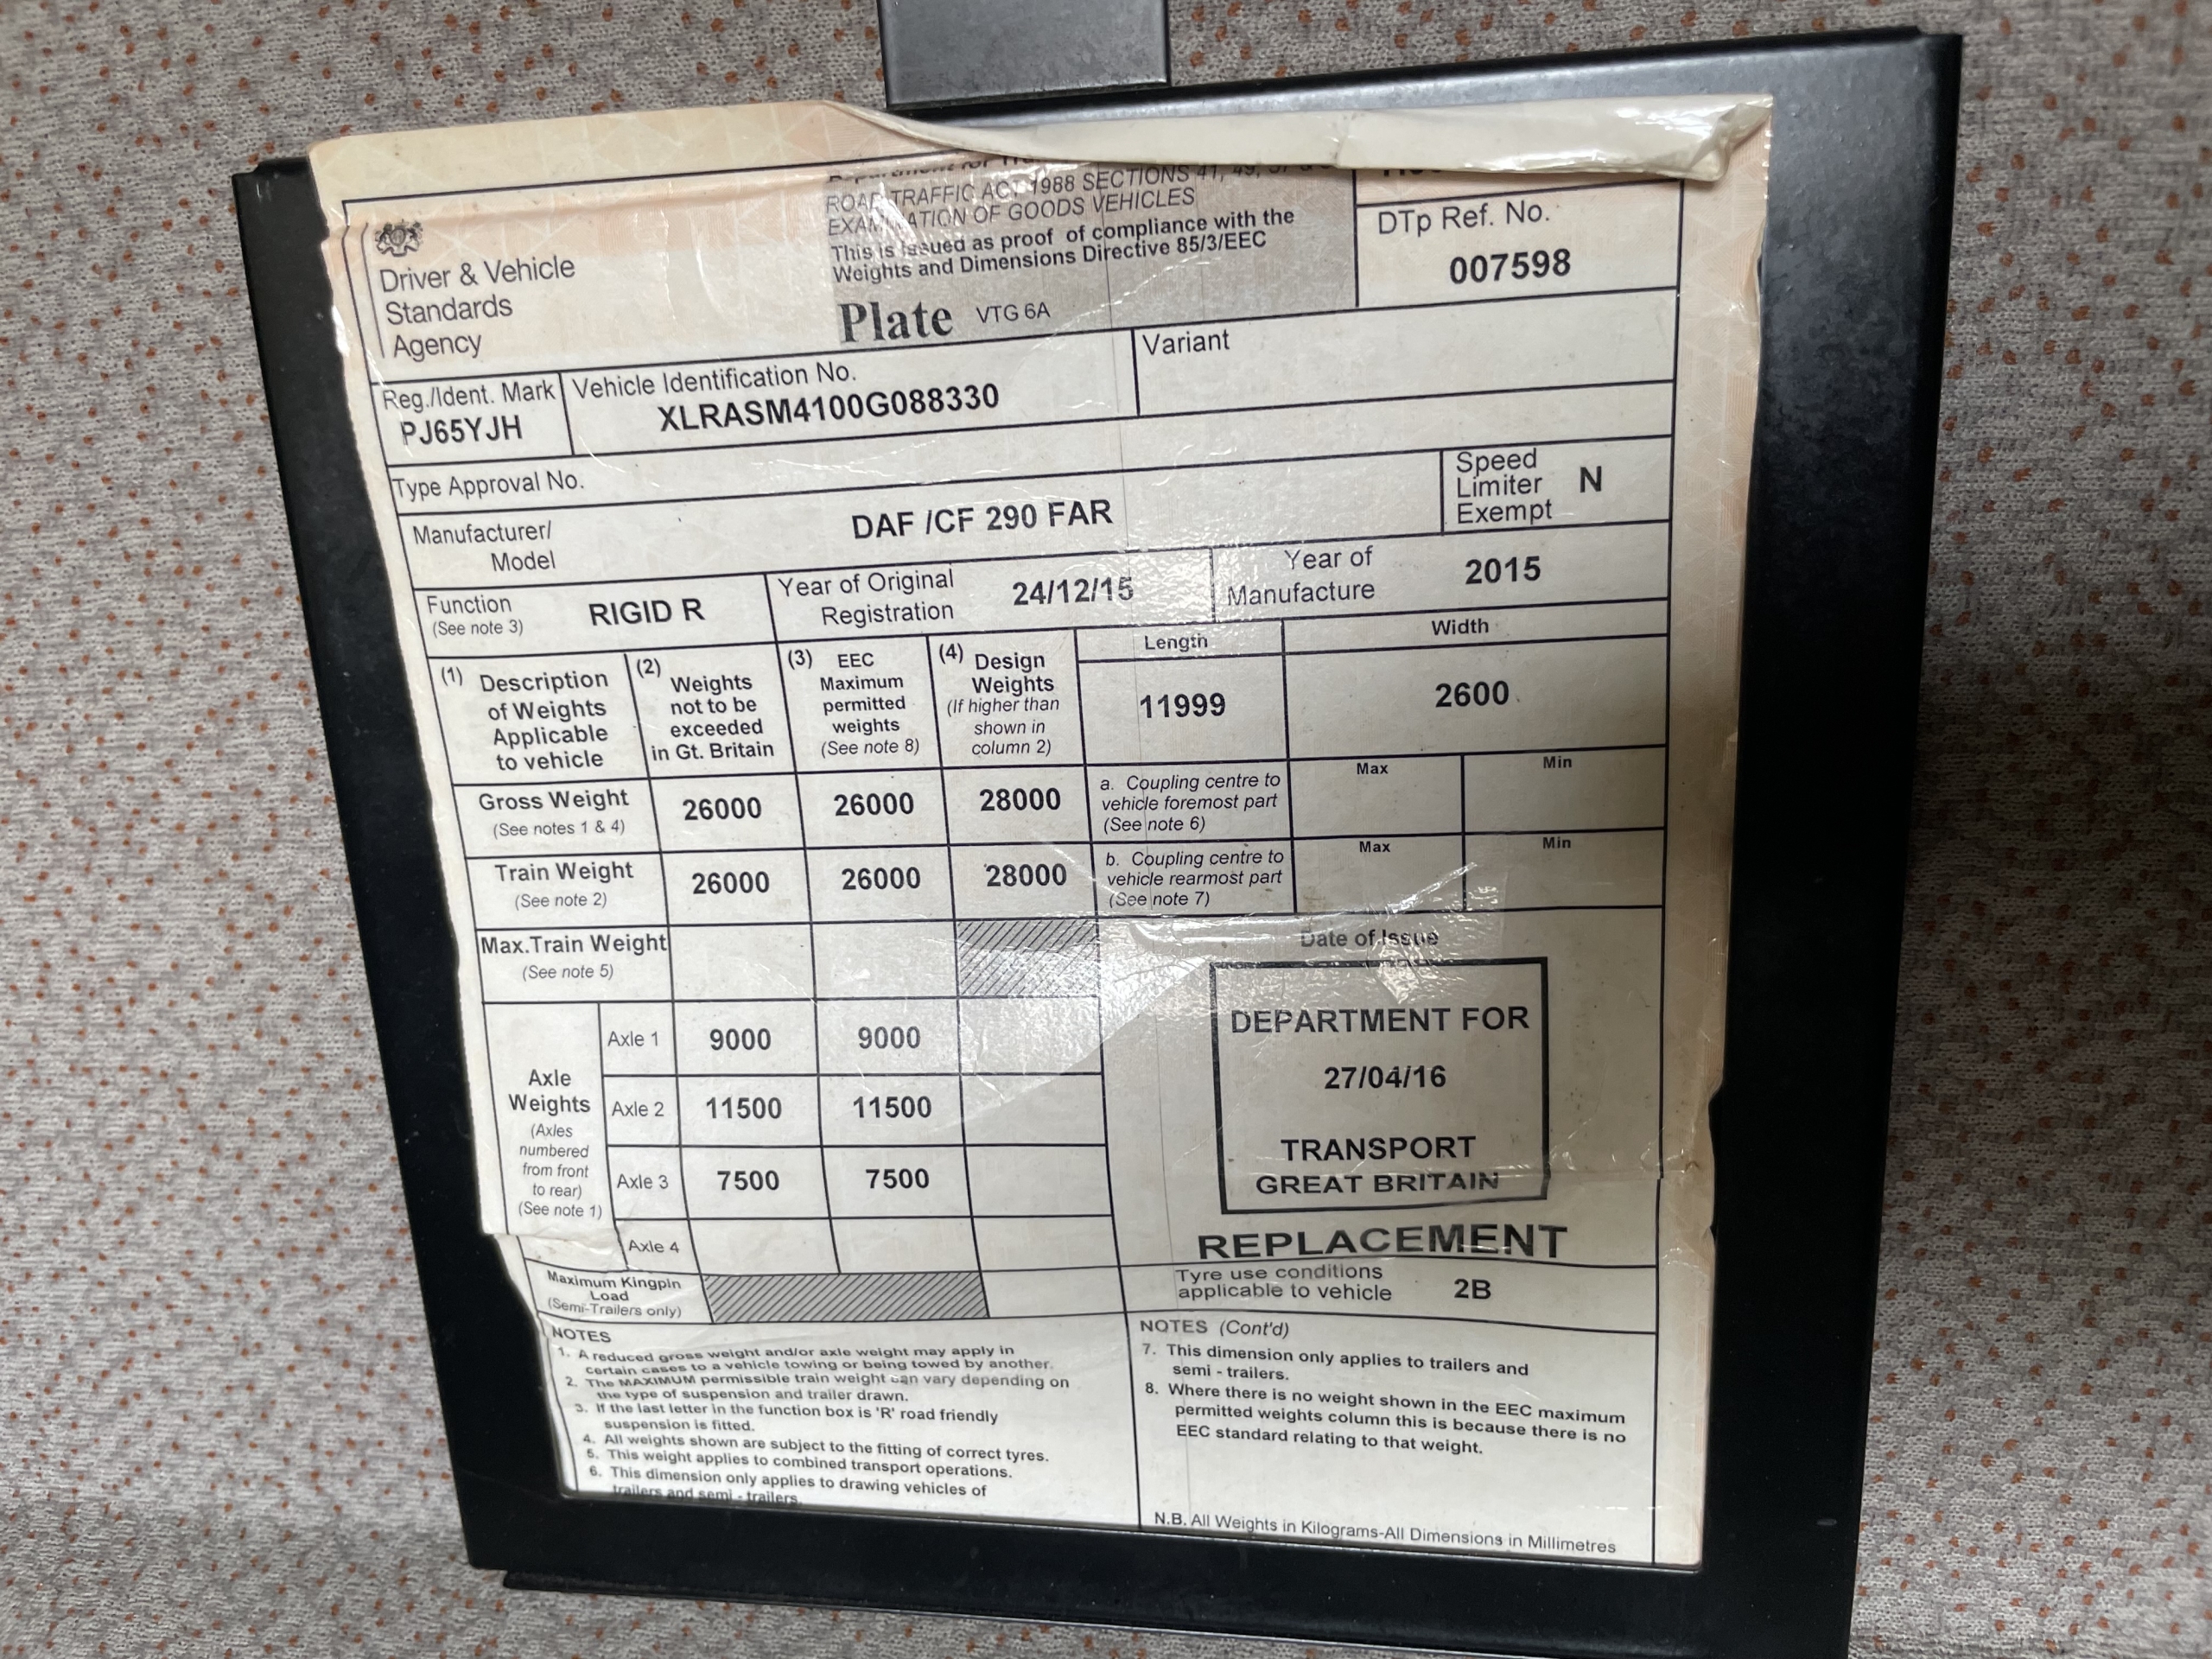 ROAD TRAFFIC ACT 1988 SECTIONS 41, 49,
EXAMINATION OF GOODS VEHICLES
This is issued as proof of compliance with the
Weights and Dimensions Directive 85/3/EEC
Plate VTG 6A
Driver & Vehicle
Standards
Agency
DTp Ref. No.
007598
Reg./Ident. Mark
PJ65YJH
Vehicle Identification No.
XLRASM4100G088330
Variant
Type Approval No.
Manufacturer/
Model
DAF /CF 290 FAR
Speed
Limiter
Exempt
N
Function
(See note 3)
RIGID R
Year of Original
Registration
24/12/15
Year of
Manufacture
2015
(1) Description
of Weights
Applicable
to vehicle
(2) Weights
not to be
exceeded
in Gt. Britain
(3) EEC
Maximum
permitted
weights
(See note 8)
(4) Design
Weights
(If higher than
shown in
column 2)
Length
11999
Width
2600
Gross Weight
(See notes 1 & 4)
26000
26000
28000
a. Coupling centre to
vehicle foremost part
(See note 6)
Max
Min
Train Weight
(See note 2)
26000
26000
28000
b. Coupling centre to
vehicle rearmost part
(See note 7)
Max
Min
Max.Train Weight
(See note 5)
Axle
Weights
(Axles
numbered
from front
to rear)
(See note 1)
Axle 1
9000
9000
Axle 2
11500
11500
Axle 3
7500
7500
Axle 4
Maximum Kingpin
Load
(Semi-Trailers only)
Date of Issue
DEPARTMENT FOR
27/04/16
TRANSPORT
GREAT BRITAIN
REPLACEMENT
Tyre use conditions
applicable to vehicle
2B
NOTES
1. A reduced gross weight and/or axle weight may apply in
certain cases to a vehicle towing or being towed by another.
2. The MAXIMUM permissible train weight can vary depending on
the type of suspension and trailer drawn.
3. If the last letter in the function box is 'R' road friendly
suspension is fitted.
4. All weights shown are subject to the fitting of correct tyres.
5. This weight applies to combined transport operations.
6. This dimension only applies to drawing vehicles of
trailers and semi - trailers.
NOTES (Cont'd)
7. This dimension only applies to trailers and
semi - trailers.
8. Where there is no weight shown in the EEC maximum
permitted weights column this is because there is no
EEC standard relating to that weight.
N.B. All Weights in Kilograms-All Dimensions in Millimetres